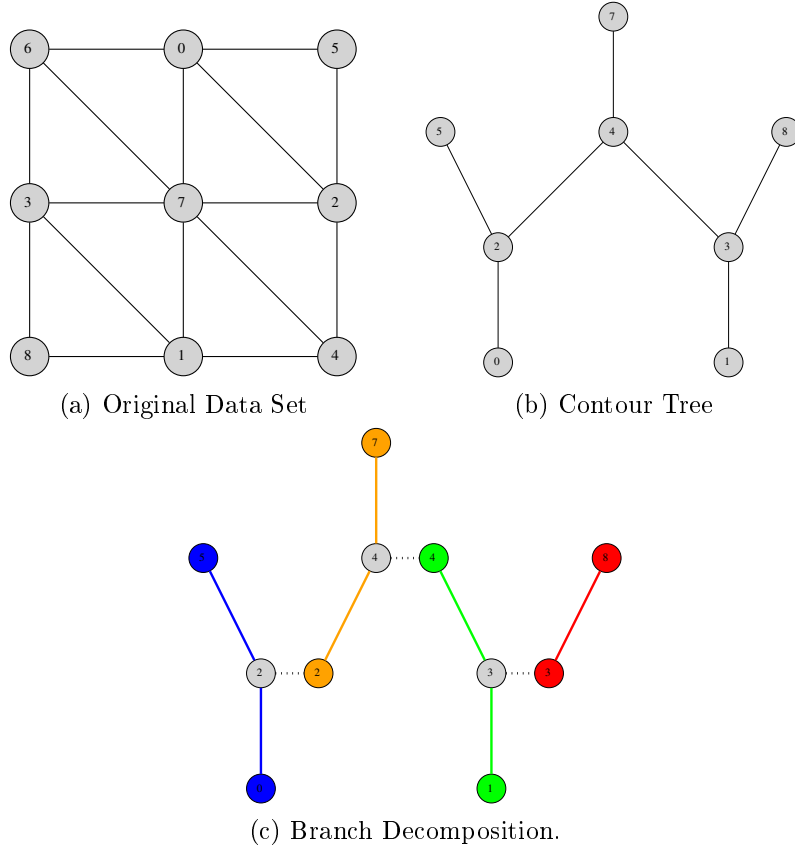 6 0 5
3 7 2
8 1 4
(a) Original Data Set
7
5 4 8
2 3
0 1
(b) Contour Tree
7
5 4 4 8
2 2 3 3
0 1
(c) Branch Decomposition.